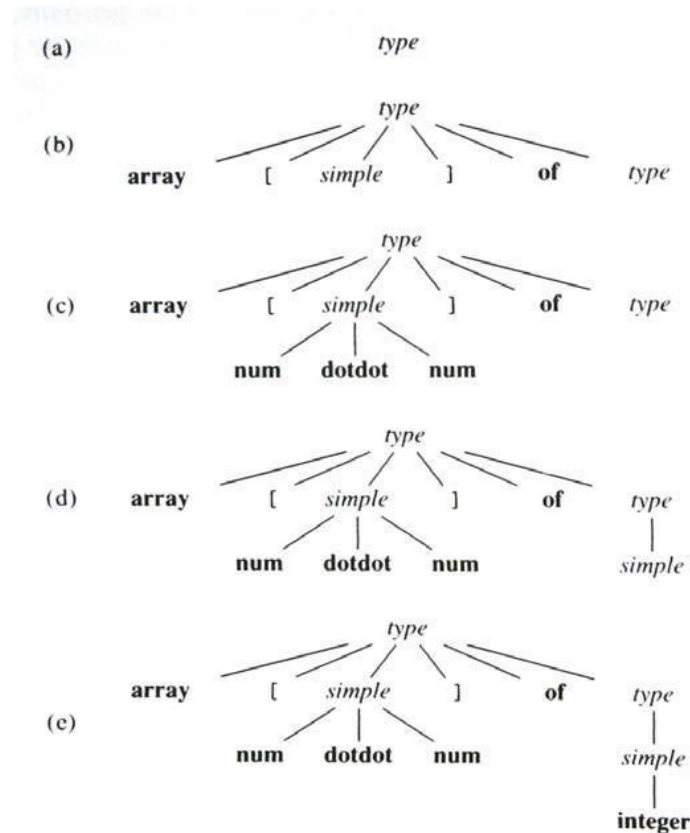 (a) type
type
(b)
array [ simple ] of type
type
(c) array [ simple ] of type
num dotdot num
type
(d) array [ simple ] of type
num dotdot num simple
type
array [ simple ] of type
(e)
num dotdot num simple
integer